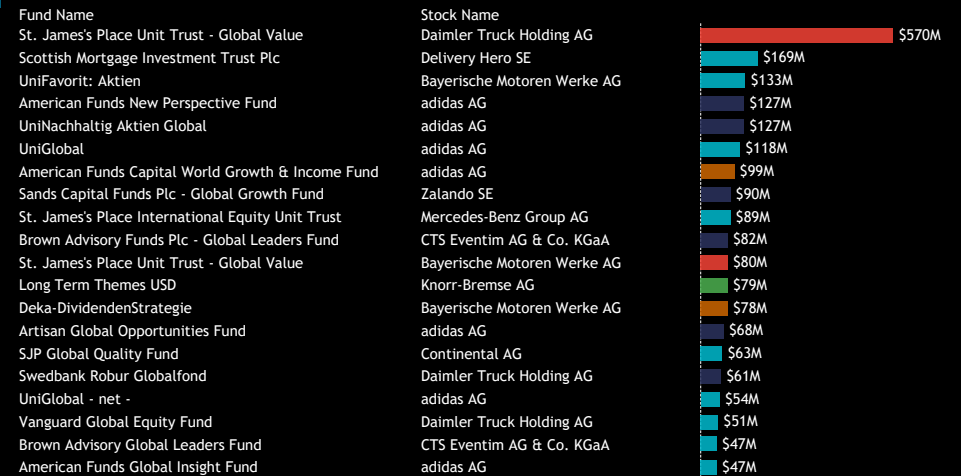 Fund Name Stock Name
St. James's Place Unit Trust - Global Value Daimler Truck Holding AG $570M
Scottish Mortgage Investment Trust Plc Delivery Hero SE $169M
UniFavorit: Aktien Bayerische Motoren Werke AG $133M
American Funds New Perspective Fund adidas AG $127M
UniNachhaltig Aktien Global adidas AG $127M
UniGlobal adidas AG $118M
American Funds Capital World Growth & Income Fund adidas AG $99M
Sands Capital Funds Plc - Global Growth Fund Zalando SE $90M
St. James's Place International Equity Unit Trust Mercedes-Benz Group AG $89M
Brown Advisory Funds Plc - Global Leaders Fund CTS Eventim AG & Co. KGaA $82M
St. James's Place Unit Trust - Global Value Bayerische Motoren Werke AG $80M
Long Term Themes USD Knorr-Bremse AG $79M
Deka-DividendenStrategie Bayerische Motoren Werke AG $78M
Artisan Global Opportunities Fund adidas AG $68M
SJP Global Quality Fund Continental AG $63M
Swedbank Robur Globalfond Daimler Truck Holding AG $61M
UniGlobal - net - adidas AG $54M
Vanguard Global Equity Fund Daimler Truck Holding AG $51M
Brown Advisory Global Leaders Fund CTS Eventim AG & Co. KGaA $47M
American Funds Global Insight Fund adidas AG $47M